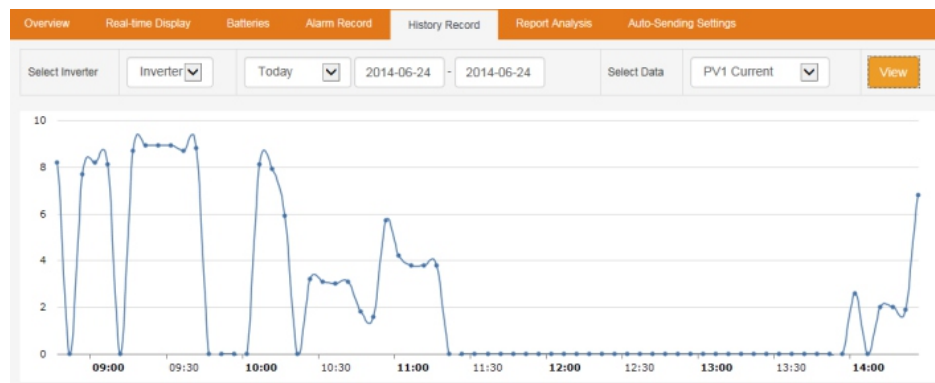 Overview Real-time Display Batteries Alarm Record History Record Report Analysis Auto-Sending Settings
Select Inverter Inverter Today 2014-06-24 - 2014-06-24 Select Data PV1 Current View
10
8
6
4
2
0
09:00 09:30 10:00 10:30 11:00 11:30 12:00 12:30 13:00 13:30 14:00